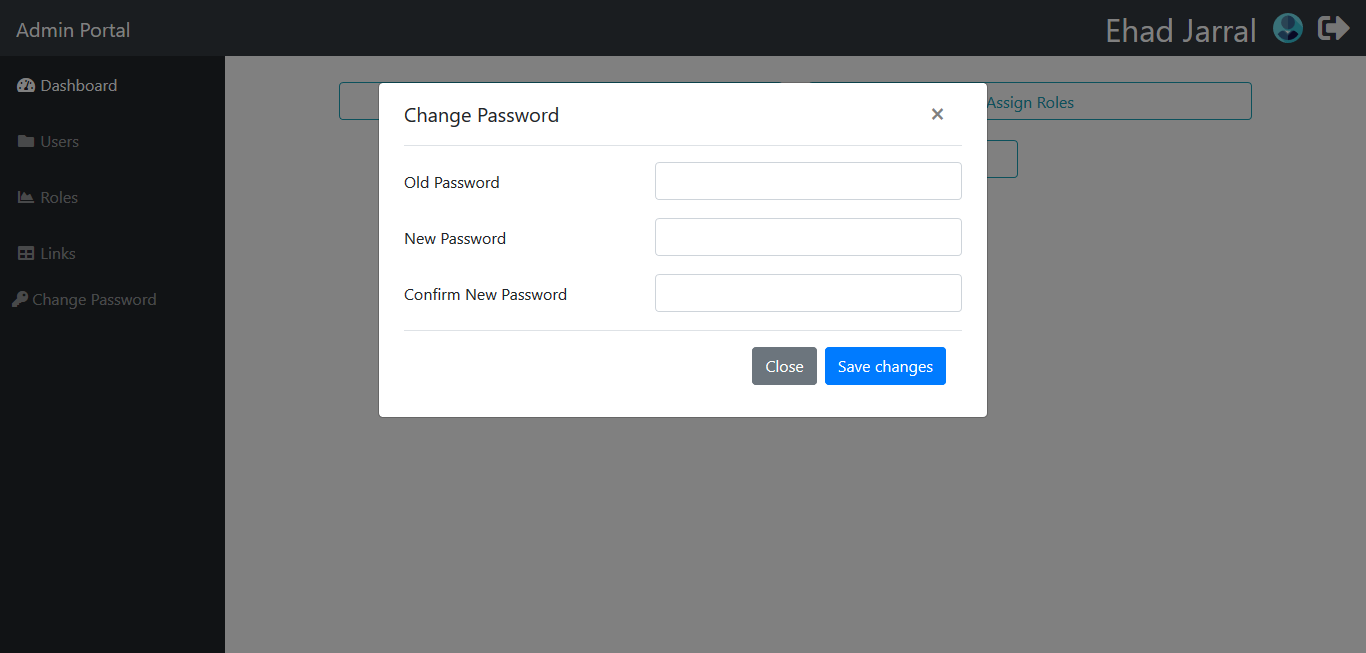 Admin Portal
Ehad Jarral
Dashboard
Users
Roles
Links
Change Password
Assign Roles
Change Password
×
Old Password
New Password
Confirm New Password
Close
Save changes